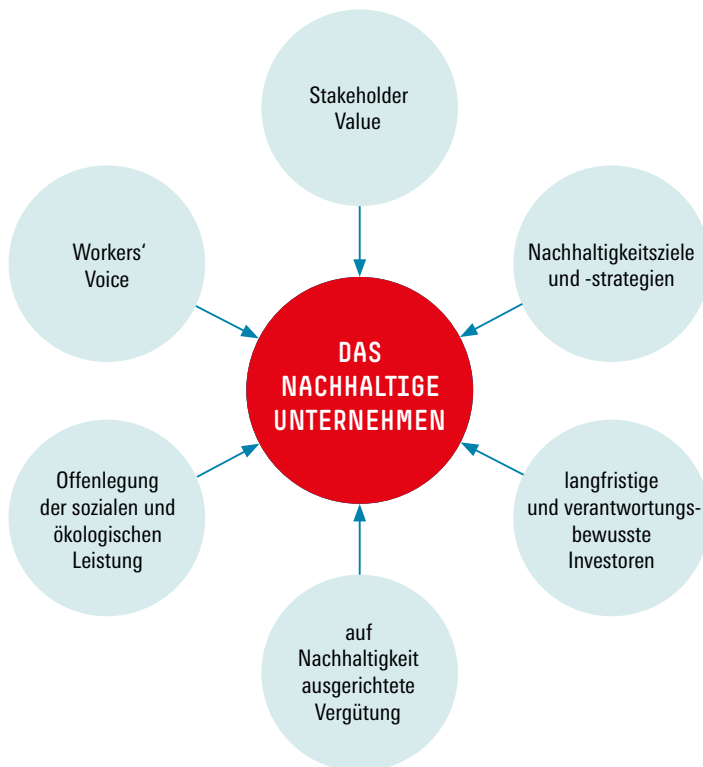 Stakeholder
Value
Workers‘
Voice
Nachhaltigkeitsziele
und -strategien
DAS
NACHHALTIGE
UNTERNEHMEN
Offenlegung
der sozialen und
ökologischen
Leistung
langfristige
und verantwortungs-
bewusste
Investoren
auf
Nachhaltigkeit
ausgerichtete
Vergütung